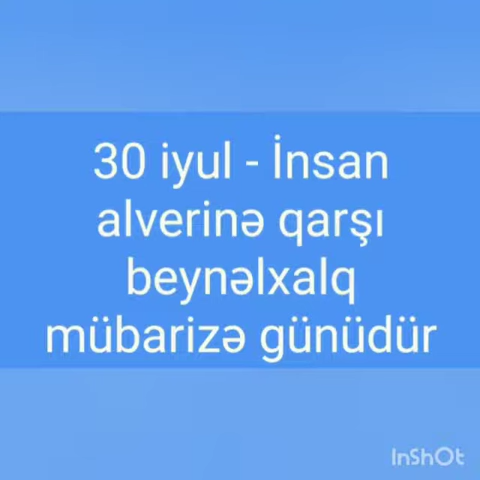 30 iyul - İnsan
alverinə qarşı
beynəlxalq
mübarizə günüdür
InShOt